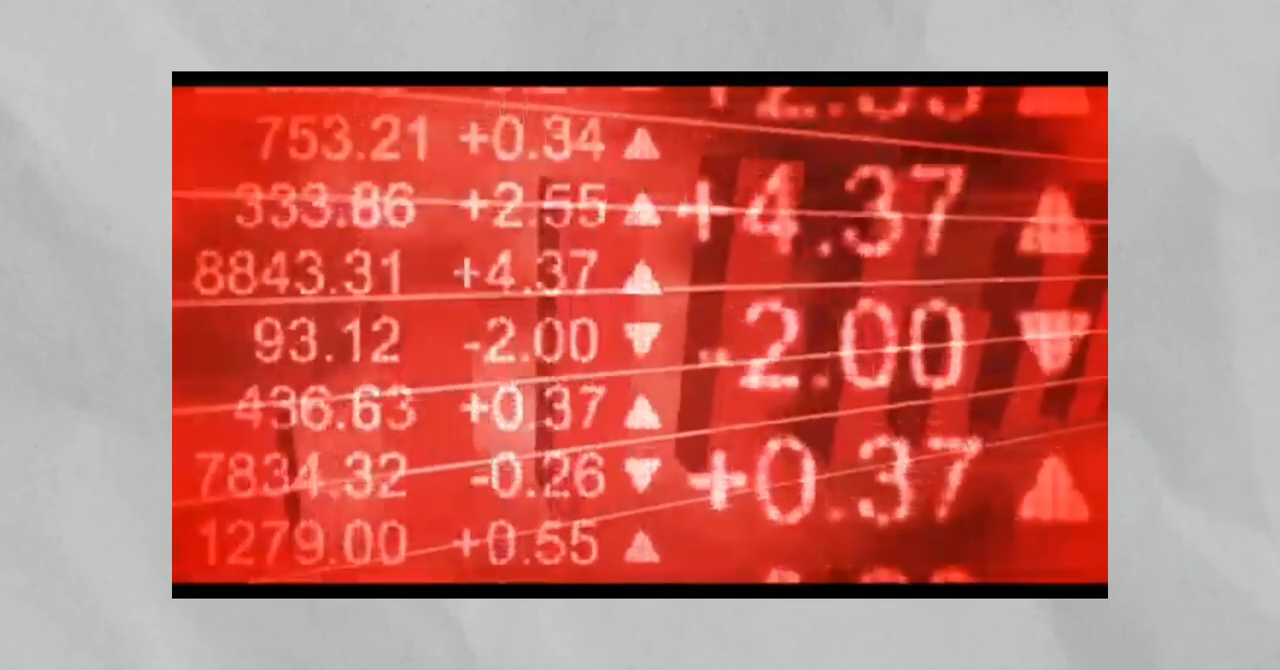 753.21 +0.34 ▲
333.86 +2.55 ▲
8843.31 +4.37 ▲
93.12 -2.00 ▼
436.63 +0.37 ▲
7834.32 -0.26 ▼
1279.00 +0.55 ▲
+4.37 ▲
-2.00 ▼
+0.37 ▲